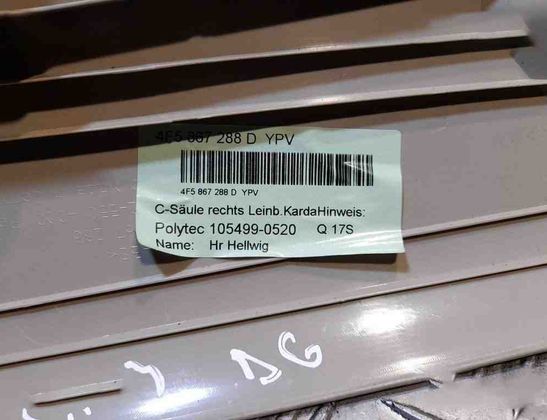 4F5 867 288 D YPV
4F5 867 288 D YPV
C-Säule rechts Leinb.KardaHinweis:
Polytec 105499-0520 Q 17S
Name: Hr Hellwig